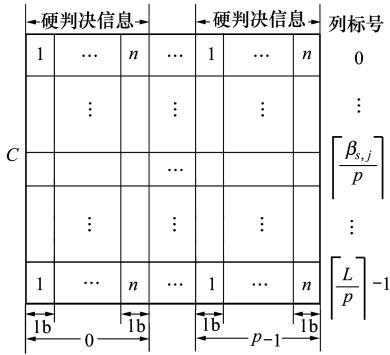 硬判决信息 硬判决信息 列标号
1 ··· n ··· 1 ··· n 0
⋮ ⋮ ⋮ ⋮
C ··· ⌈β_{s,j}/p⌉
⋮ ⋮ ⋮ ⋮
1 ··· n ··· 1 ··· n ⌈L/p⌉-1
1b 1b 1b 1b
0 p-1